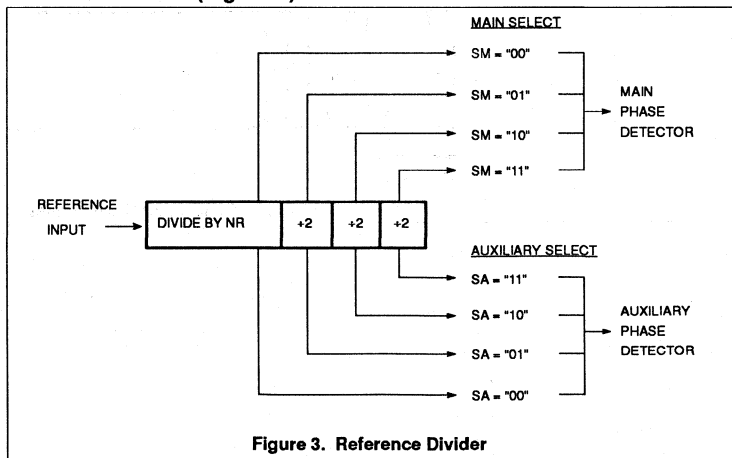 MAIN SELECT
SM = "00"
SM = "01"
MAIN
PHASE
DETECTOR
SM = "10"
SM = "11"
REFERENCE
INPUT
DIVIDE BY NR
÷2
÷2
÷2
AUXILIARY SELECT
SA = "11"
SA = "10"
AUXILIARY
PHASE
DETECTOR
SA = "01"
SA = "00"
Figure 3. Reference Divider